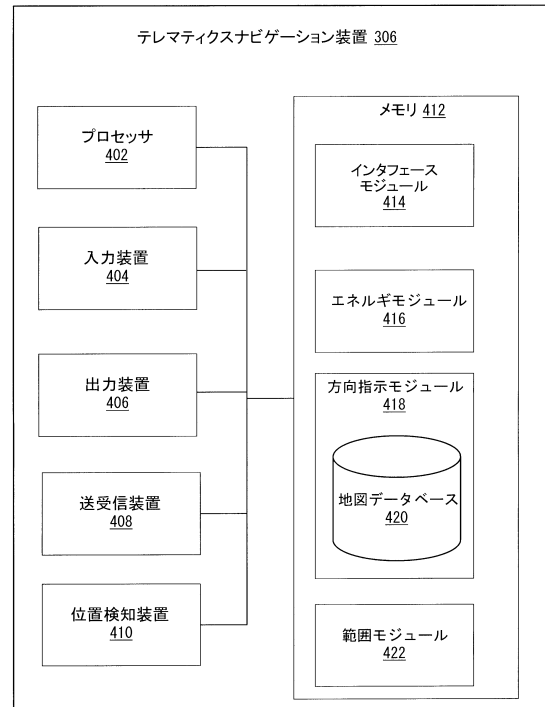 テレマティクスナビゲーション装置 306
プロセッサ
402
入力装置
404
出力装置
406
送受信装置
408
位置検知装置
410
メモリ 412
インタフェース
モジュール
414
エネルギモジュール
416
方向指示モジュール
418
地図データベース
420
範囲モジュール
422